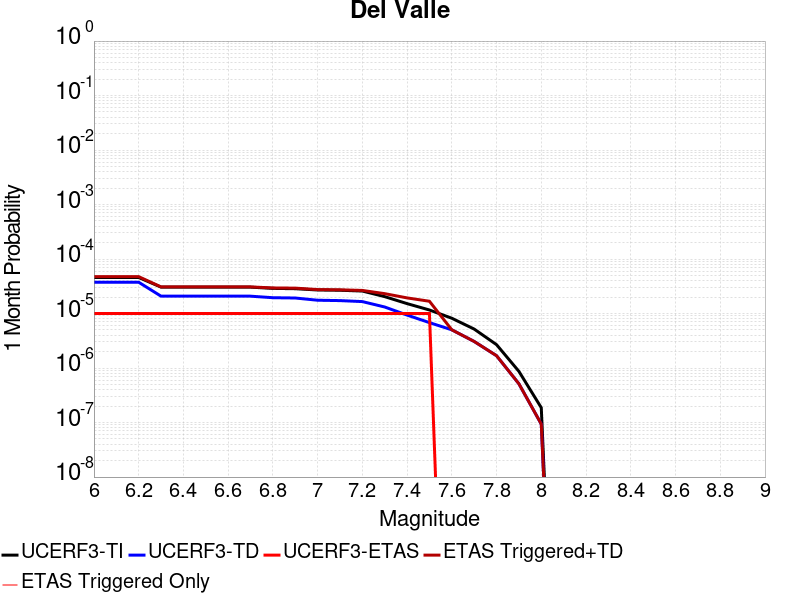 Del Valle
10^0
10^-1
10^-2
10^-3
10^-4
10^-5
10^-6
10^-7
10^-8
1 Month Probability
6 6.2 6.4 6.6 6.8 7 7.2 7.4 7.6 7.8 8 8.2 8.4 8.6 8.8 9
Magnitude
UCERF3-TI UCERF3-TD UCERF3-ETAS ETAS Triggered+TD
ETAS Triggered Only